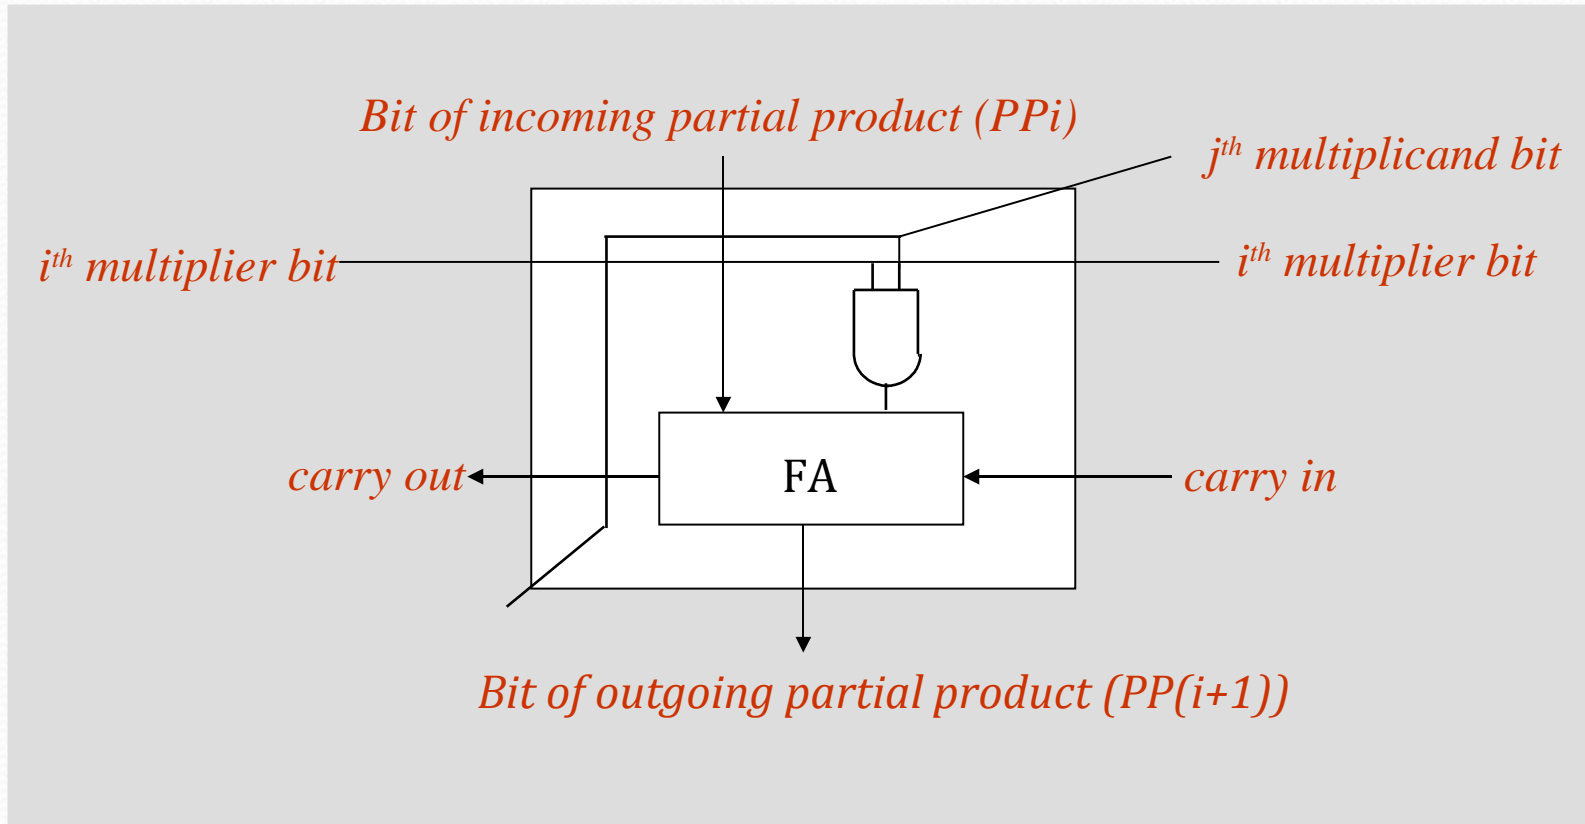 Bit of incoming partial product (PPi)
jth multiplicand bit
ith multiplier bit
ith multiplier bit
FA
carry out
carry in
Bit of outgoing partial product (PP(i+1))